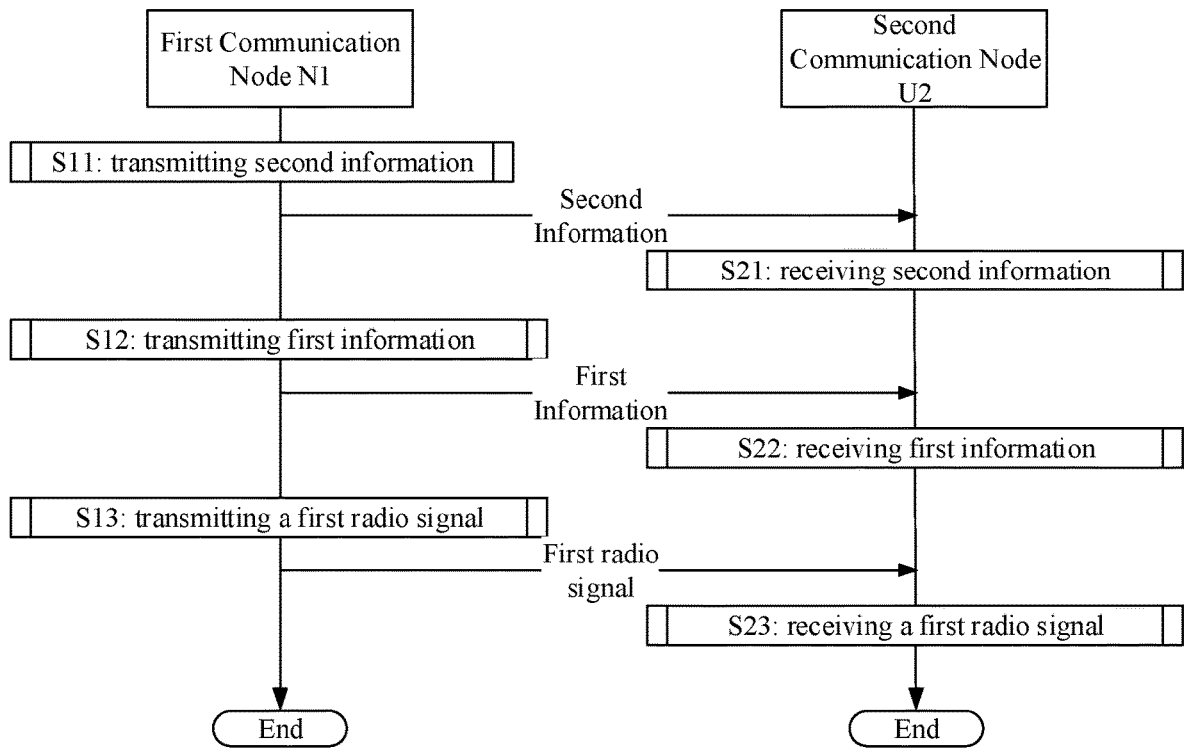 First Communication
Node N1
Second
Communication Node
U2
S11: transmitting second information
Second
Information
S21: receiving second information
S12: transmitting first information
First
Information
S22: receiving first information
S13: transmitting a first radio signal
First radio
signal
S23: receiving a first radio signal
End
End